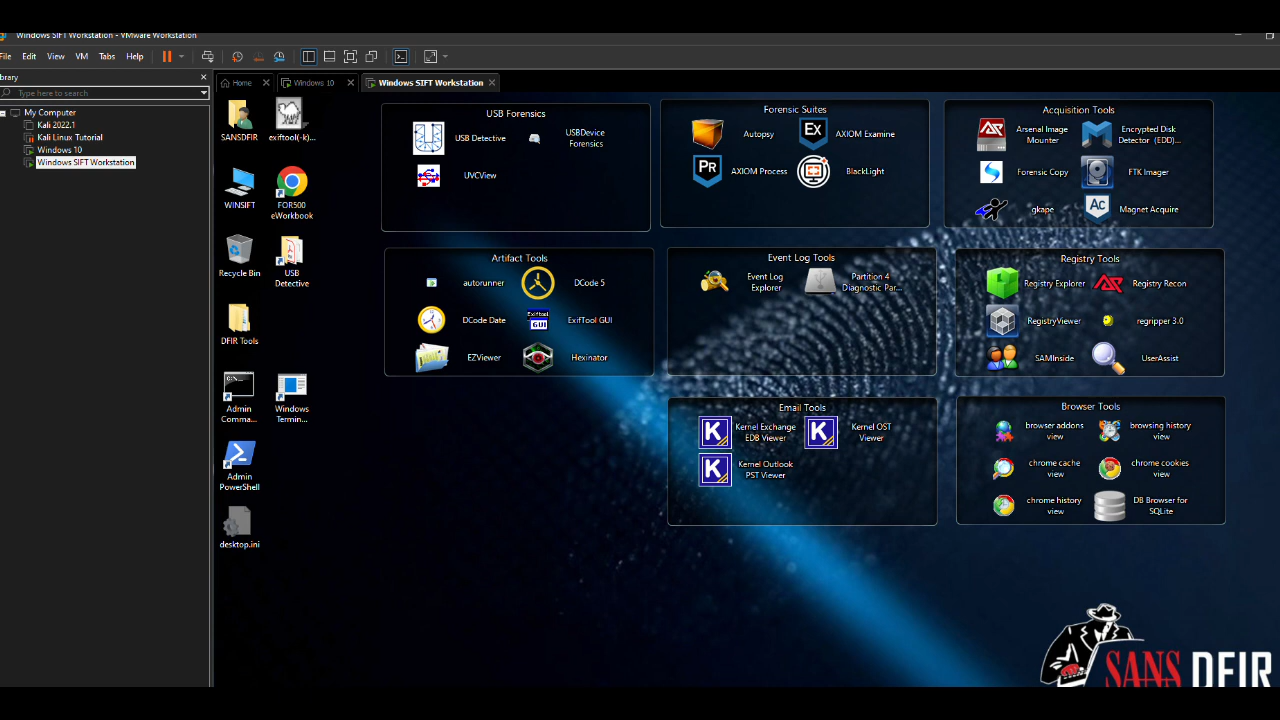 Windows SIFT Workstation - VMware Workstation
File Edit View VM Tabs Help
Library
Type here to search
My Computer
Kali 2022.1
Kali Linux Tutorial
Windows 10
Windows SIFT Workstation
Home
Windows 10
Windows SIFT Workstation
SANSDFIR
exiftool(-k)...
WINSIFT
FOR500
eWorkbook
Recycle Bin
USB
Detective
DFIR Tools
Admin
Comma...
Windows
Termin...
Admin
PowerShell
desktop.ini
USB Forensics
USB Detective
USBDevice
Forensics
UVCView
Forensic Suites
Autopsy
Ex
AXIOM Examine
PR
AXIOM Process
BlackLight
Acquisition Tools
Arsenal Image
Mounter
Encrypted Disk
Detector (EDD)...
Forensic Copy
FTK Imager
gkape
Ac
Magnet Acquire
Artifact Tools
autorunner
DCode 5
DCode Date
Exiftool
GUI
ExifTool GUI
EZViewer
Hexinator
Event Log Tools
Event Log
Explorer
Partition 4
Diagnostic Par...
Registry Tools
Registry Explorer
Registry Recon
RegistryViewer
regripper 3.0
SAMInside
UserAssist
Email Tools
K
Kernel Exchange
EDB Viewer
K
Kernel OST
Viewer
K
Kernel Outlook
PST Viewer
Browser Tools
browser addons
view
browsing history
view
chrome cache
view
chrome cookies
view
chrome history
view
DB Browser for
SQLite
SANS DFIR